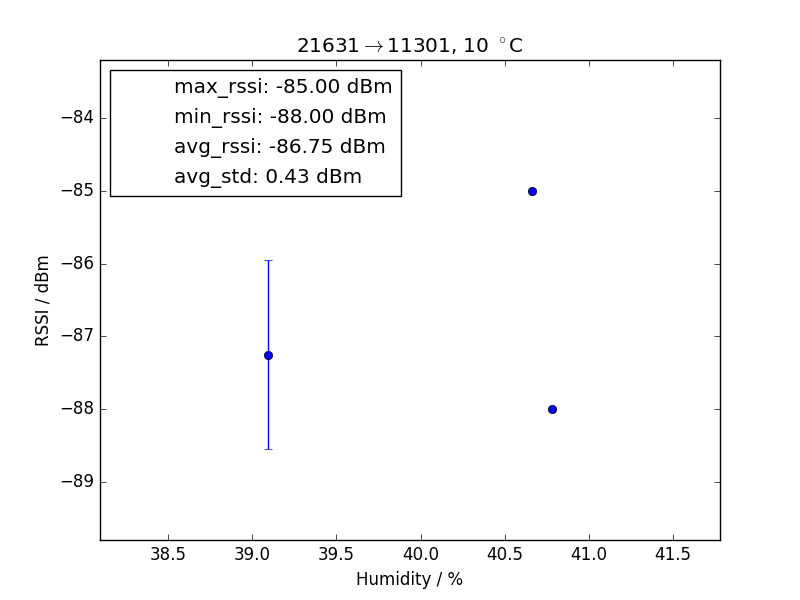 21631→11301, 10 °C
max_rssi: -85.00 dBm
min_rssi: -88.00 dBm
avg_rssi: -86.75 dBm
avg_std: 0.43 dBm
RSSI / dBm
−84
−85
−86
−87
−88
−89
38.5 39.0 39.5 40.0 40.5 41.0 41.5
Humidity / %